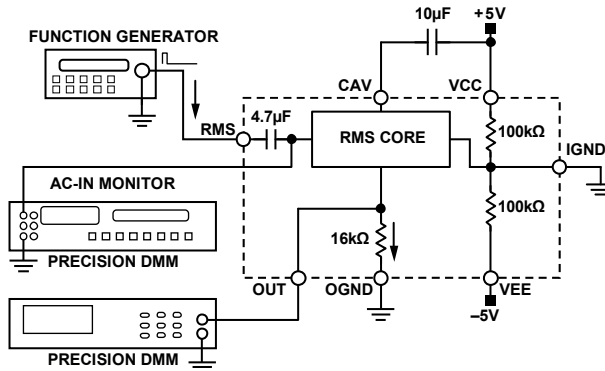 10µF
+5V
FUNCTION GENERATOR
CAV
VCC
4.7µF
RMS
RMS CORE
100kΩ
IGND
AC-IN MONITOR
100kΩ
16kΩ
PRECISION DMM
OUT
OGND
VEE
–5V
PRECISION DMM